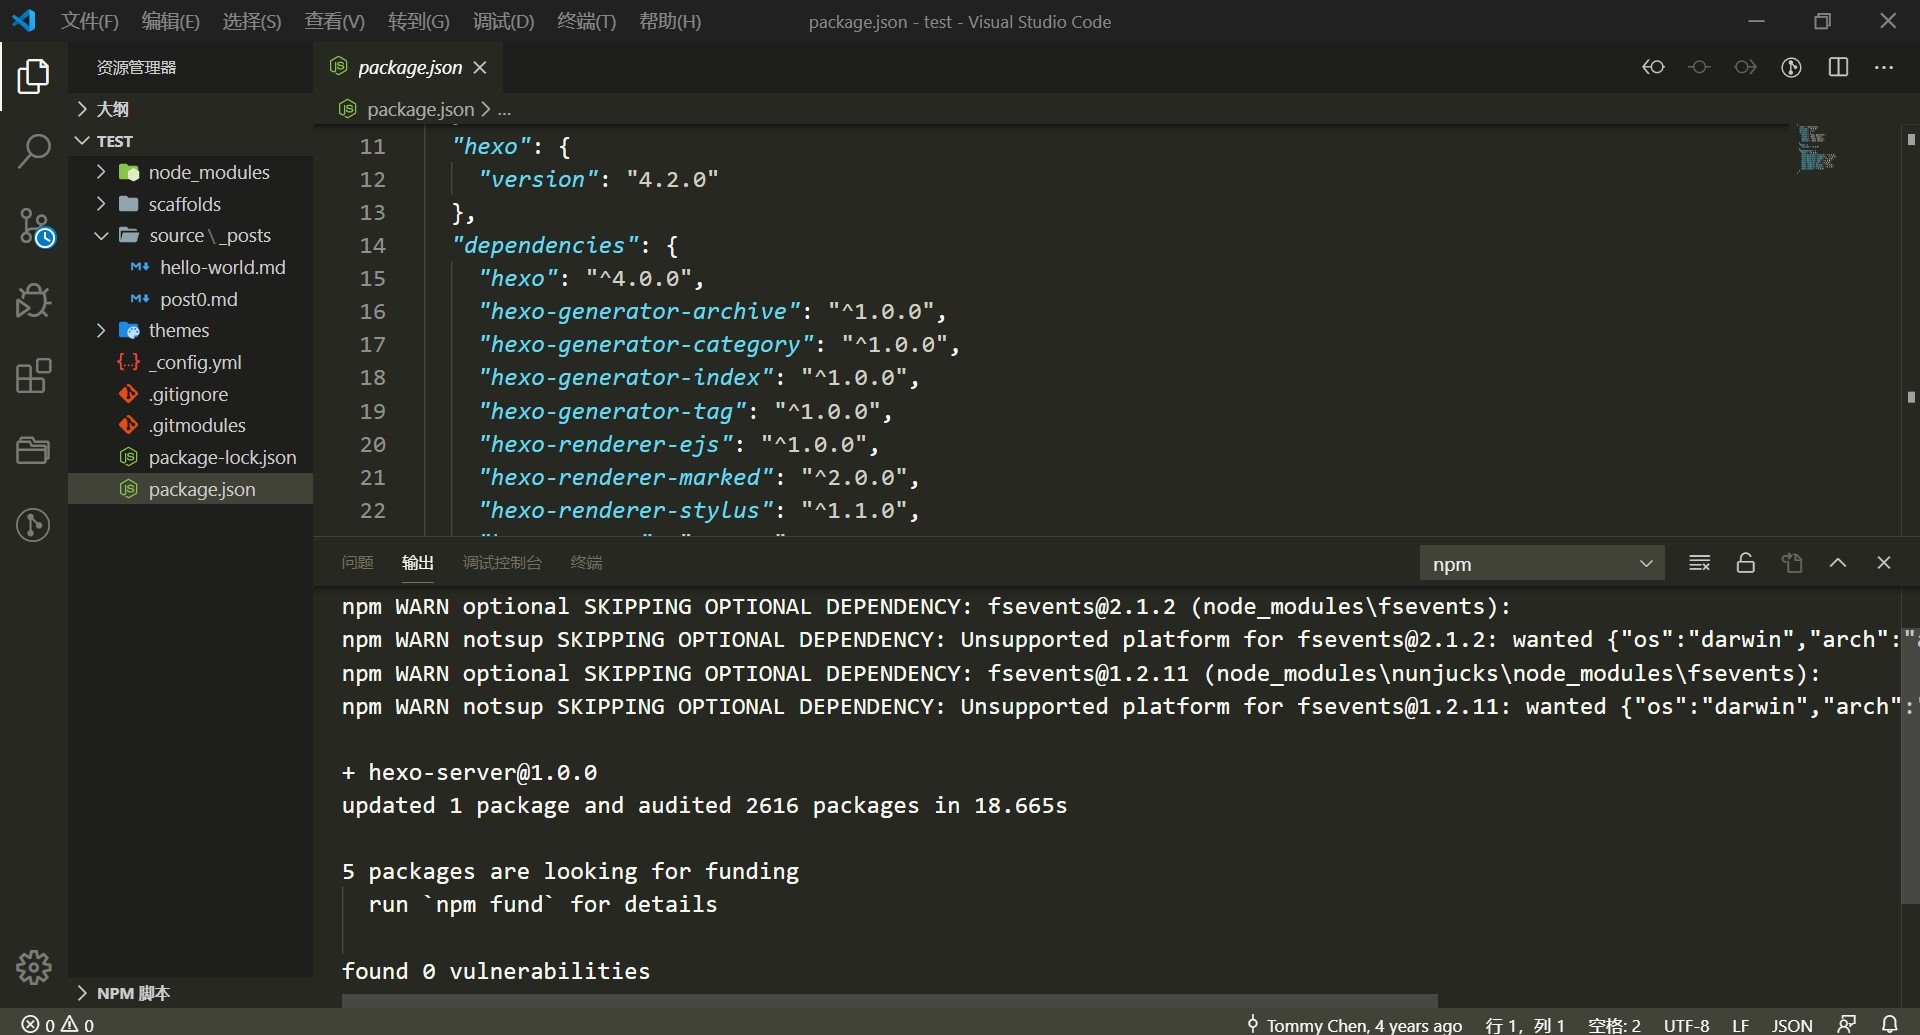 文件(F) 编辑(E) 选择(S) 查看(V) 转到(G) 调试(D) 终端(T) 帮助(H) package.json - test - Visual Studio Code
资源管理器
大纲
TEST
node_modules
scaffolds
source \ _posts
hello-world.md
post0.md
themes
_config.yml
.gitignore
.gitmodules
package-lock.json
package.json
NPM 脚本
package.json
package.json > ...
11 "hexo": {
12 "version": "4.2.0"
13 },
14 "dependencies": {
15 "hexo": "^4.0.0",
16 "hexo-generator-archive": "^1.0.0",
17 "hexo-generator-category": "^1.0.0",
18 "hexo-generator-index": "^1.0.0",
19 "hexo-generator-tag": "^1.0.0",
20 "hexo-renderer-ejs": "^1.0.0",
21 "hexo-renderer-marked": "^2.0.0",
22 "hexo-renderer-stylus": "^1.1.0",
问题 输出 调试控制台 终端 npm
npm WARN optional SKIPPING OPTIONAL DEPENDENCY: fsevents@2.1.2 (node_modules\fsevents):
npm WARN notsup SKIPPING OPTIONAL DEPENDENCY: Unsupported platform for fsevents@2.1.2: wanted {"os":"darwin","arch":"a
npm WARN optional SKIPPING OPTIONAL DEPENDENCY: fsevents@1.2.11 (node_modules\nunjucks\node_modules\fsevents):
npm WARN notsup SKIPPING OPTIONAL DEPENDENCY: Unsupported platform for fsevents@1.2.11: wanted {"os":"darwin","arch":"
+ hexo-server@1.0.0
updated 1 package and audited 2616 packages in 18.665s
5 packages are looking for funding
run `npm fund` for details
found 0 vulnerabilities
0 0 Tommy Chen, 4 years ago 行 1，列 1 空格: 2 UTF-8 LF JSON